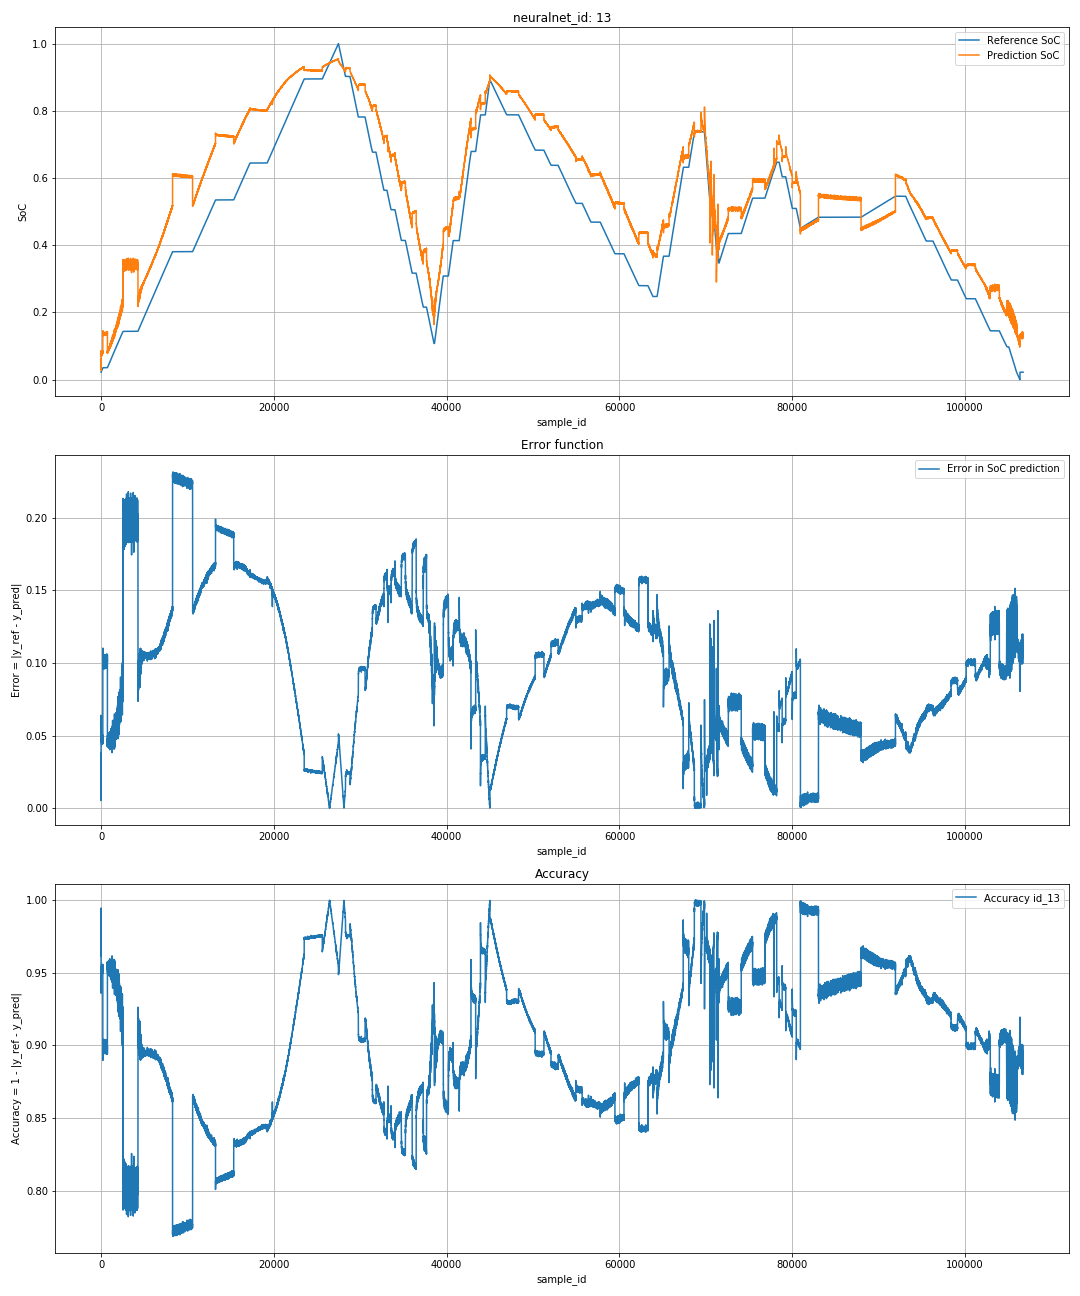 neuralnet_id: 13
Reference SoC
Prediction SoC
1.0
0.8
0.6
0.4
0.2
0.0
SoC
0
20000
40000
60000
80000
100000
sample_id
Error function
Error in SoC prediction
0.20
0.15
0.10
0.05
0.00
Error = |y_ref - y_pred|
0
20000
40000
60000
80000
100000
sample_id
Accuracy
Accuracy id_13
1.00
0.95
0.90
0.85
0.80
Accuracy = 1 - |y_ref - y_pred|
0
20000
40000
60000
80000
100000
sample_id